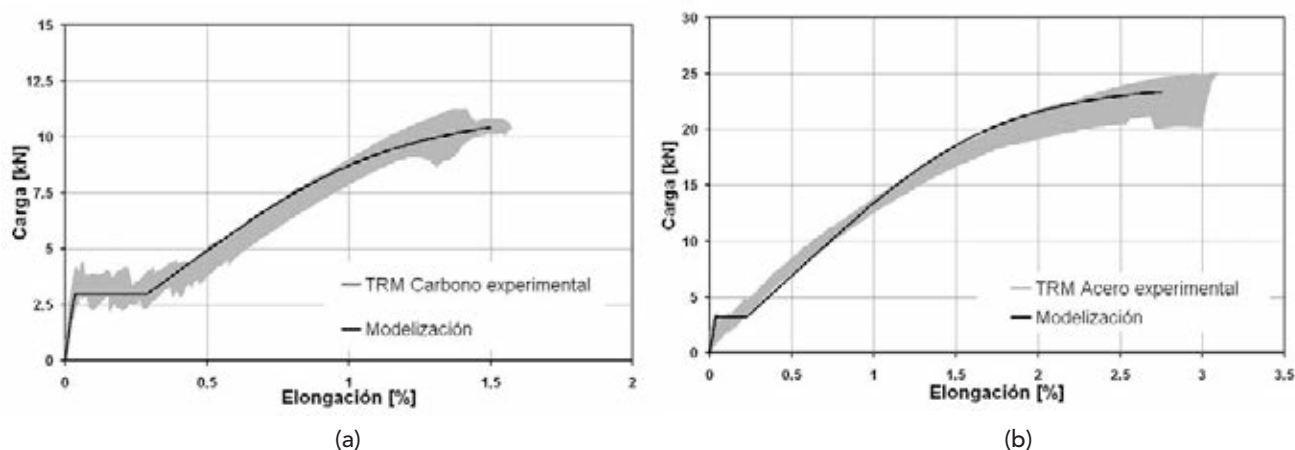 15
12.5
10
7.5
5
2.5
0
Carga [kN]
TRM Carbono experimental
Modelización
0 0.5 1 1.5 2
Elongación [%]
(a)
30
25
20
15
10
5
0
Carga [kN]
TRM Acero experimental
Modelización
0 0.5 1 1.5 2 2.5 3 3.5
Elongación [%]
(b)